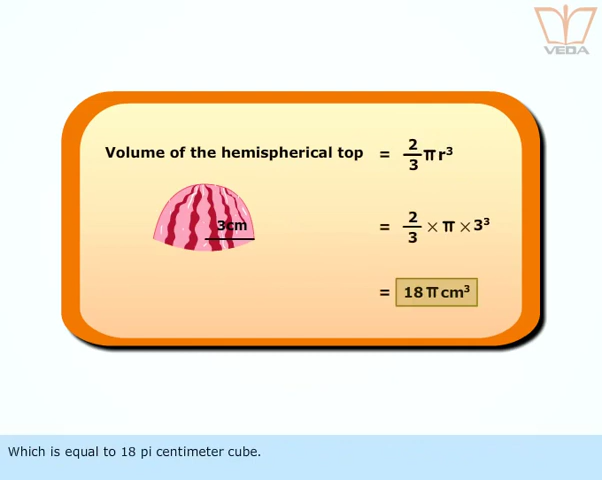 VEDA
Volume of the hemispherical top = 2/3 π r³
3cm
= 2/3 × π × 3³
= 18 π cm³
Which is equal to 18 pi centimeter cube.